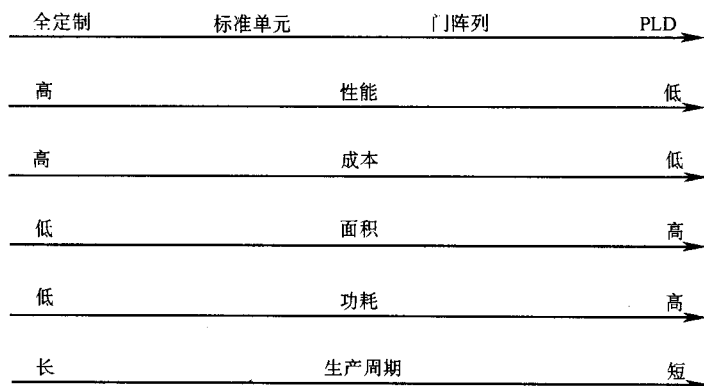 全定制 标准单元 门阵列 PLD
高 性能 低
高 成本 低
低 面积 高
低 功耗 高
长 生产周期 短